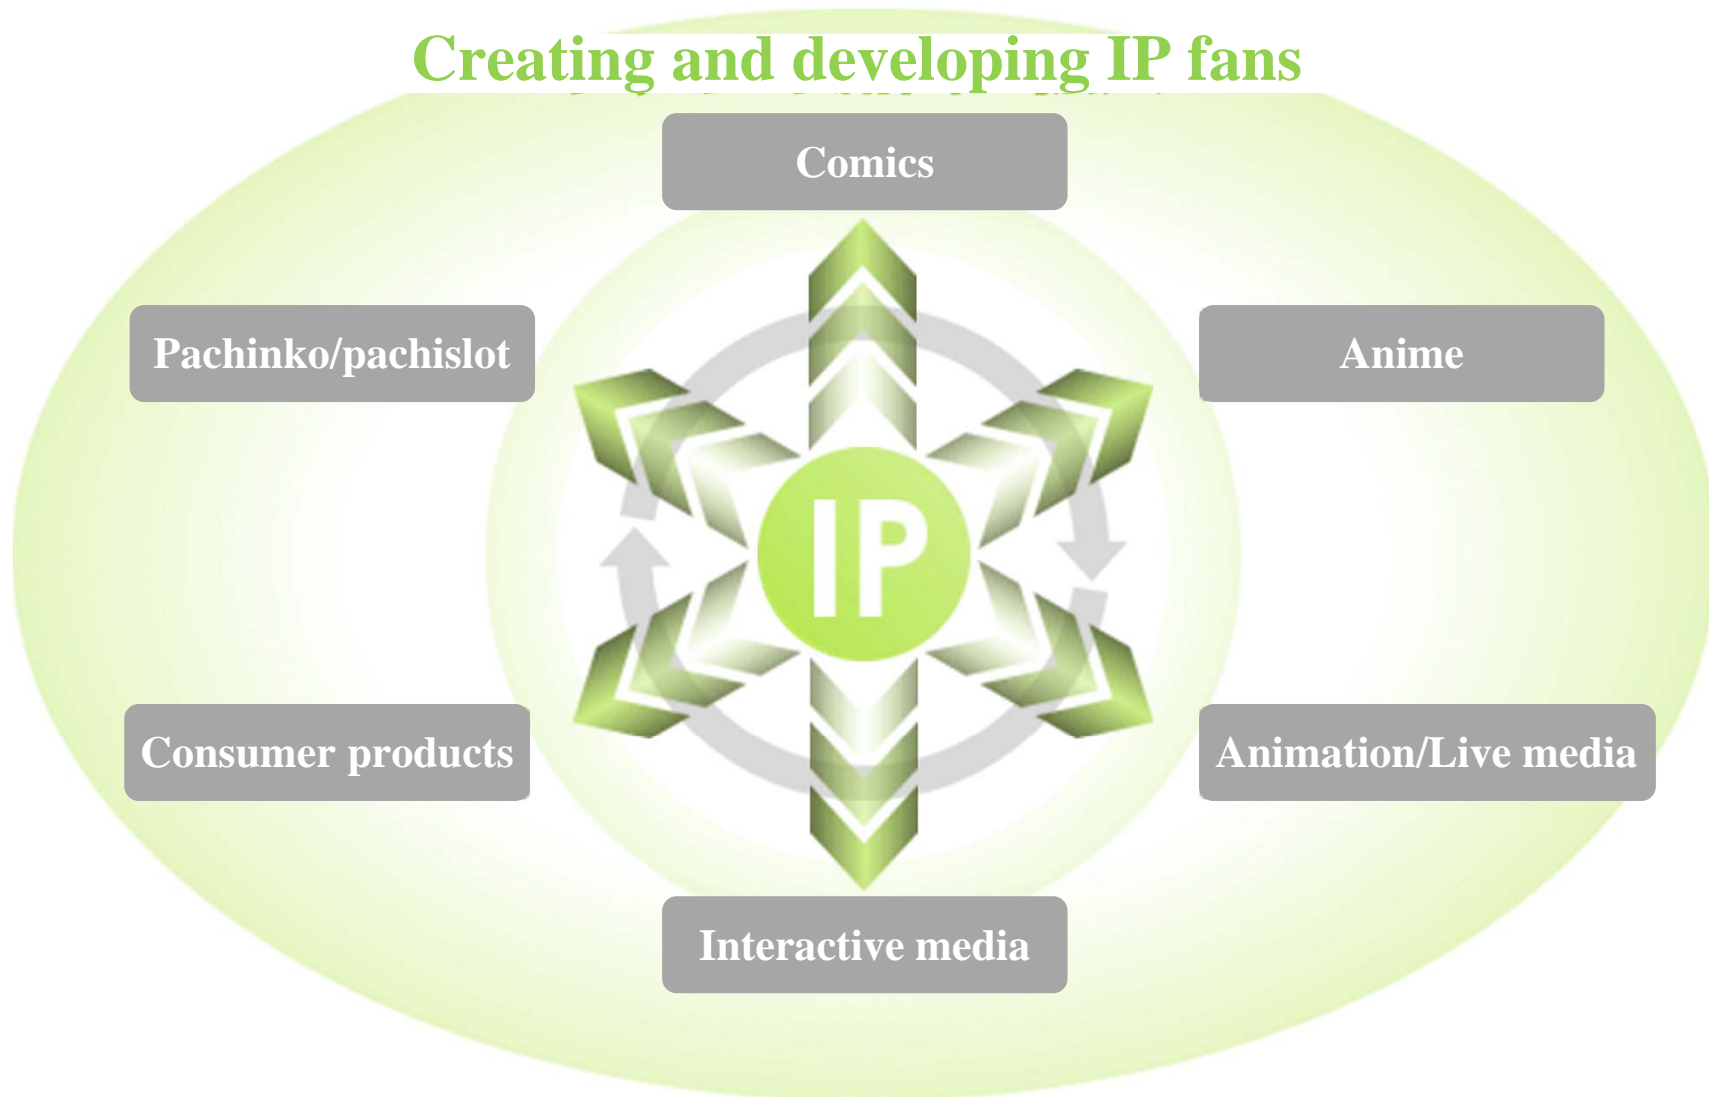 Creating and developing IP fans
Comics
Pachinko/pachislot
Anime
IP
Consumer products
Animation/Live media
Interactive media